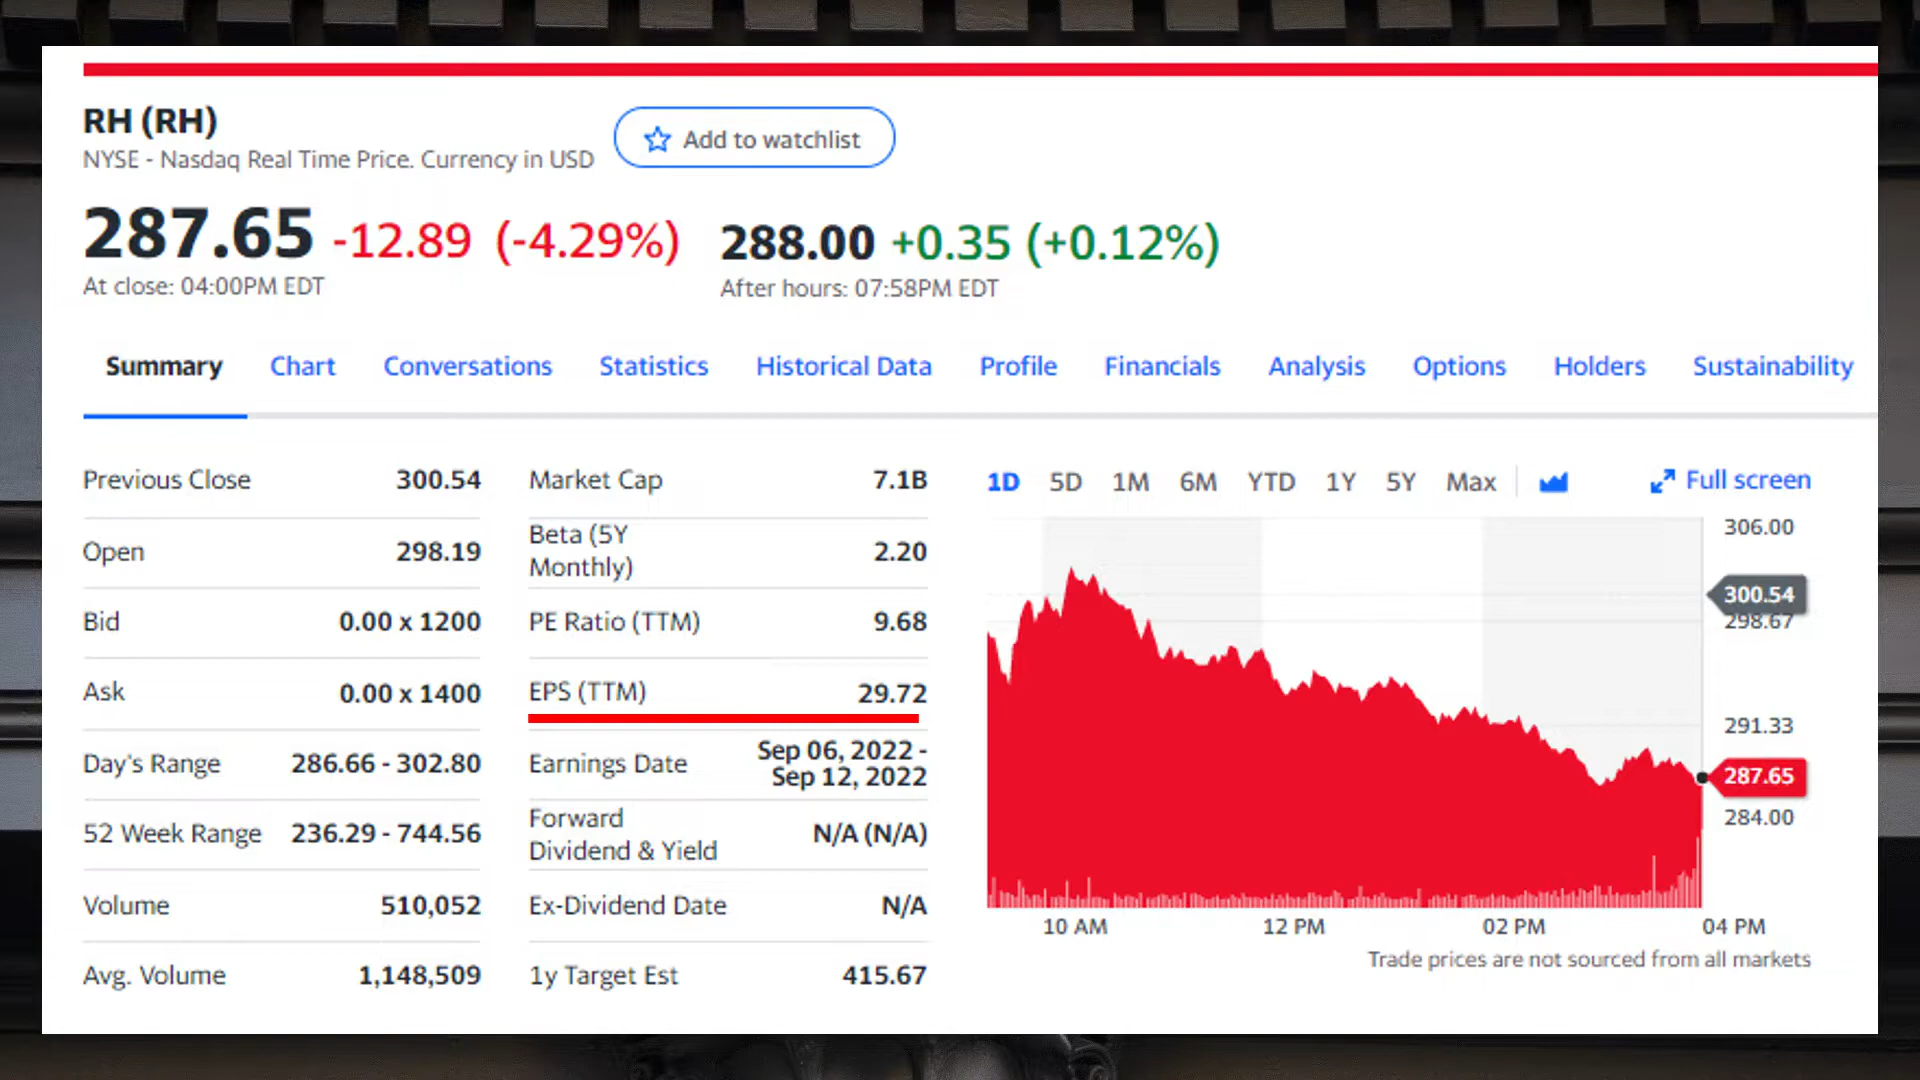 RH (RH)
NYSE - Nasdaq Real Time Price. Currency in USD
Add to watchlist
287.65 -12.89 (-4.29%)
At close: 04:00PM EDT
288.00 +0.35 (+0.12%)
After hours: 07:58PM EDT
Summary Chart Conversations Statistics Historical Data Profile Financials Analysis Options Holders Sustainability
Previous Close 300.54
Open 298.19
Bid 0.00 x 1200
Ask 0.00 x 1400
Day's Range 286.66 - 302.80
52 Week Range 236.29 - 744.56
Volume 510,052
Avg. Volume 1,148,509
Market Cap 7.1B
Beta (5Y
Monthly) 2.20
PE Ratio (TTM) 9.68
EPS (TTM) 29.72
Earnings Date Sep 06, 2022 -
Sep 12, 2022
Forward
Dividend & Yield N/A (N/A)
Ex-Dividend Date N/A
1y Target Est 415.67
1D 5D 1M 6M YTD 1Y 5Y Max Full screen
306.00
300.54
298.67
291.33
287.65
284.00
10 AM 12 PM 02 PM 04 PM
Trade prices are not sourced from all markets